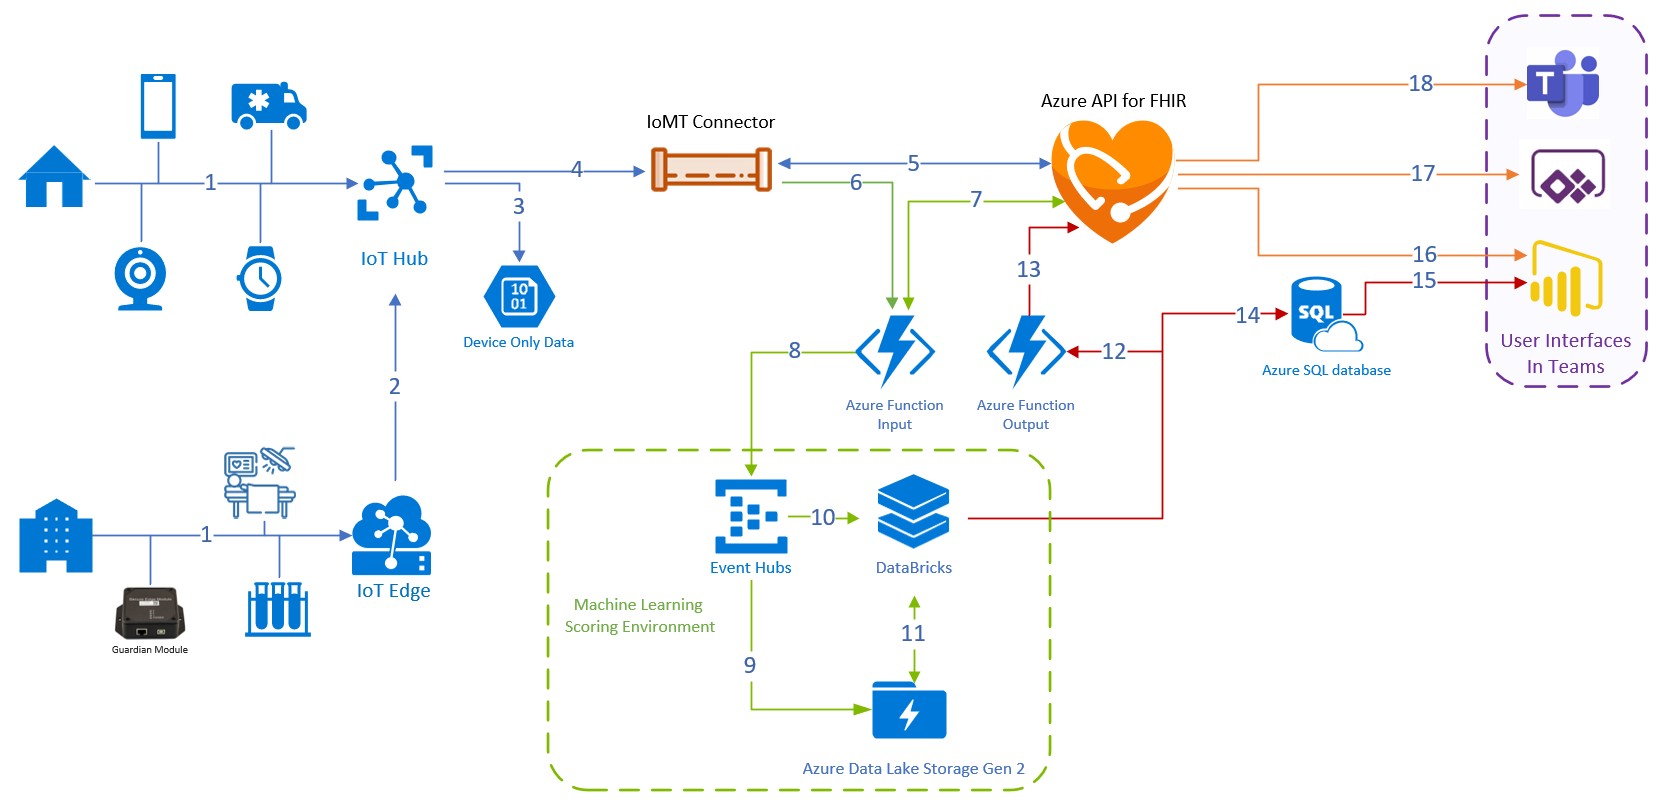 18
Azure API for FHIR
IoMT Connector
1
4
5
17
6
7
3
16
IoT Hub
13
15
10
01
SQL
14
Device Only Data
User Interfaces
In Teams
8
12
Azure SQL database
2
Azure Function
Input
Azure Function
Output
1
10
Event Hubs
DataBricks
IoT Edge
Machine Learning
Scoring Environment
11
Guardian Module
9
Azure Data Lake Storage Gen 2
T